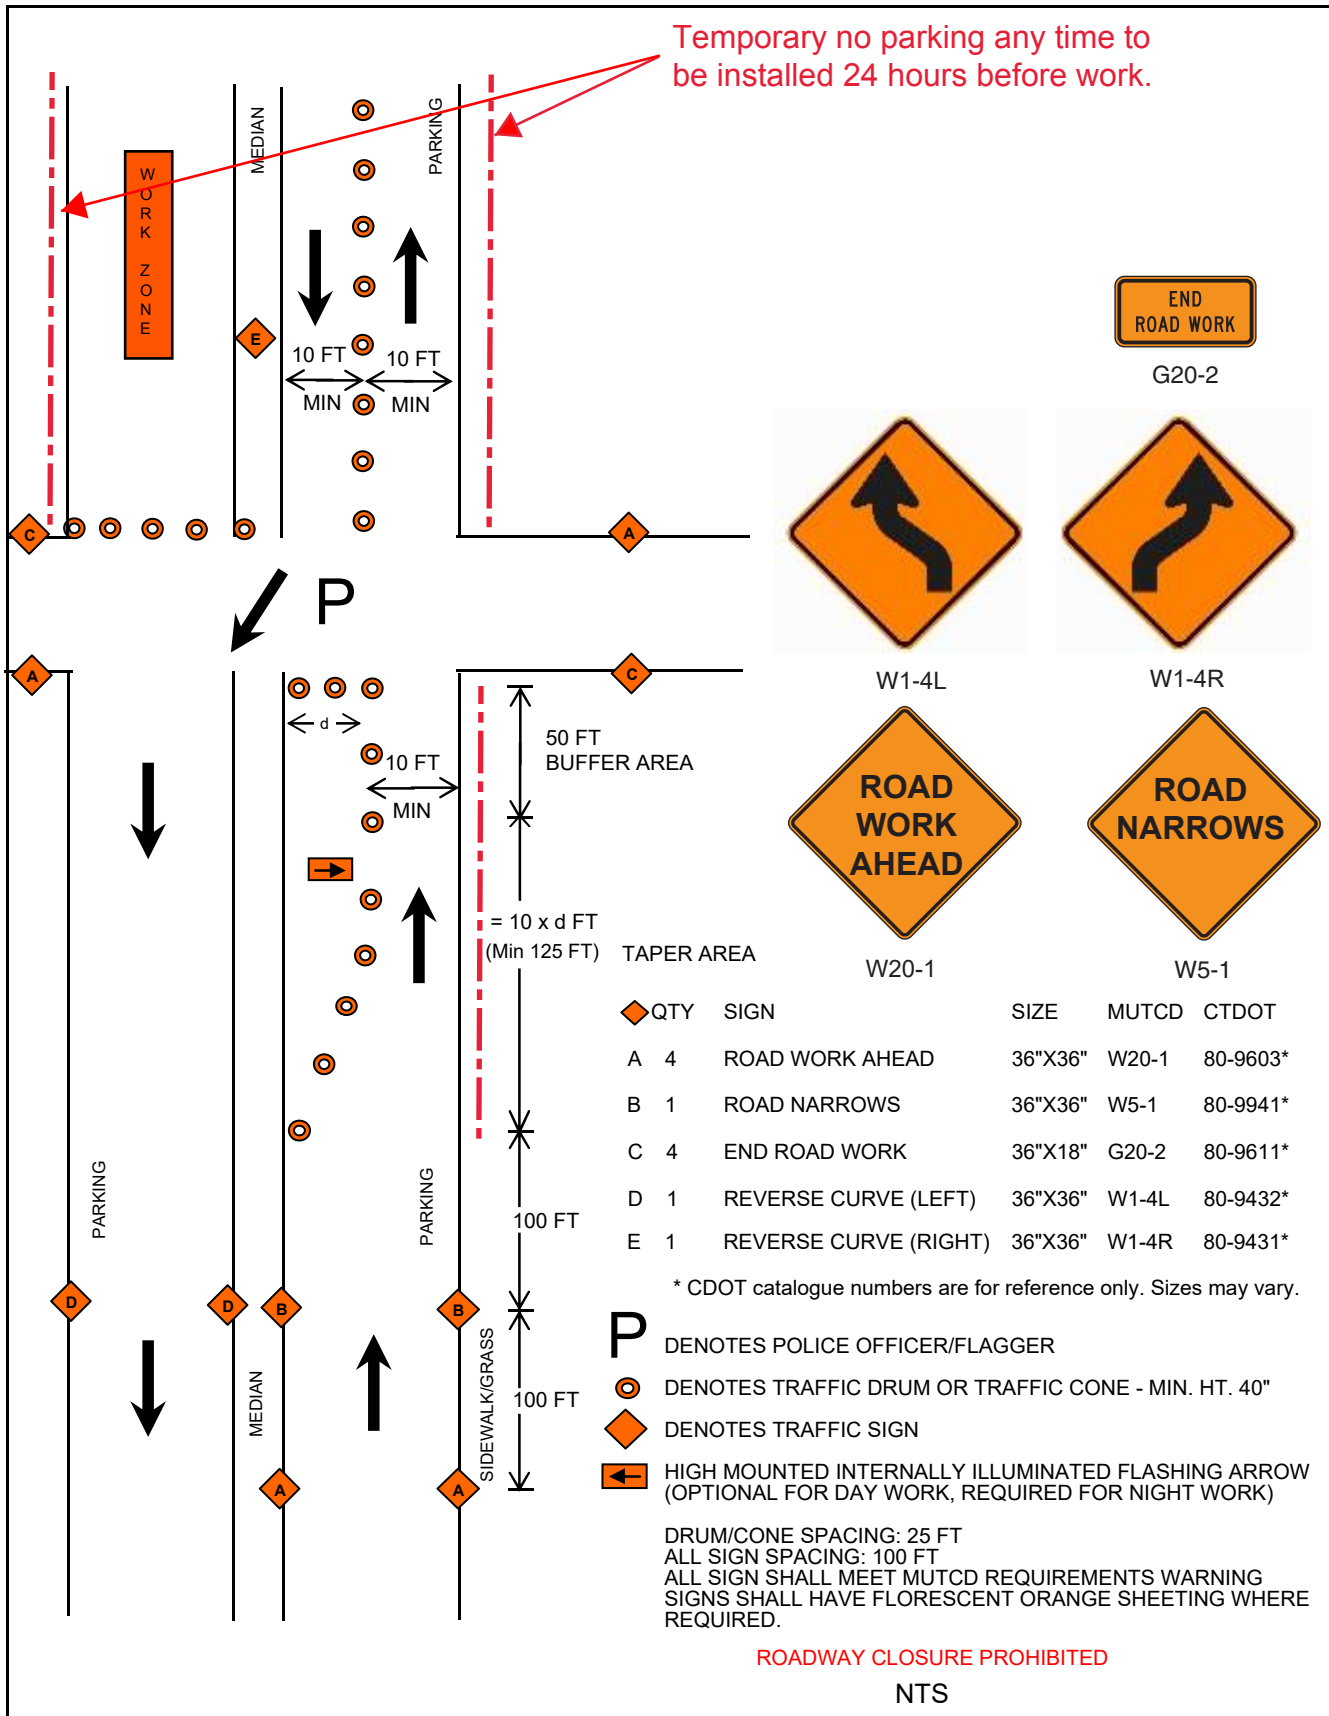 Temporary no parking any time to
be installed 24 hours before work.
MEDIAN
PARKING
WORK ZONE
E
10 FT
MIN
10 FT
MIN
C
A
P
A
C
d
10 FT
MIN
50 FT
BUFFER AREA
= 10 x d FT
(Min 125 FT)
TAPER AREA
PARKING
PARKING
100 FT
D
D
B
B
MEDIAN
SIDEWALK/GRASS
100 FT
A
A
END
ROAD WORK
G20-2
W1-4L
W1-4R
ROAD
WORK
AHEAD
W20-1
ROAD
NARROWS
W5-1
QTY SIGN SIZE MUTCD CTDOT
A 4 ROAD WORK AHEAD 36"X36" W20-1 80-9603*
B 1 ROAD NARROWS 36"X36" W5-1 80-9941*
C 4 END ROAD WORK 36"X18" G20-2 80-9611*
D 1 REVERSE CURVE (LEFT) 36"X36" W1-4L 80-9432*
E 1 REVERSE CURVE (RIGHT) 36"X36" W1-4R 80-9431*
* CDOT catalogue numbers are for reference only. Sizes may vary.
P DENOTES POLICE OFFICER/FLAGGER
DENOTES TRAFFIC DRUM OR TRAFFIC CONE - MIN. HT. 40"
DENOTES TRAFFIC SIGN
HIGH MOUNTED INTERNALLY ILLUMINATED FLASHING ARROW
(OPTIONAL FOR DAY WORK, REQUIRED FOR NIGHT WORK)
DRUM/CONE SPACING: 25 FT
ALL SIGN SPACING: 100 FT
ALL SIGN SHALL MEET MUTCD REQUIREMENTS WARNING
SIGNS SHALL HAVE FLORESCENT ORANGE SHEETING WHERE
REQUIRED.
ROADWAY CLOSURE PROHIBITED
NTS